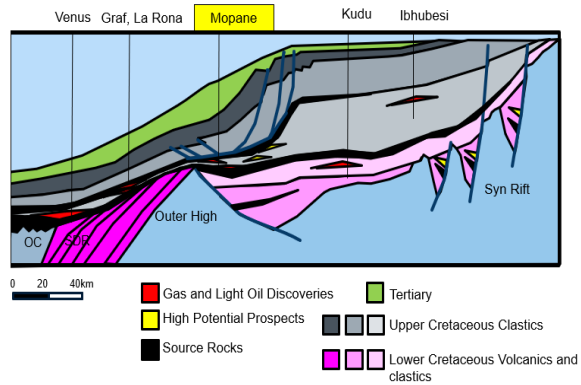 Venus Graf, La Rona Mopane Kudu Ibhubesi
Outer High
Syn Rift
OC SDR
0 20 40km
Gas and Light Oil Discoveries
Tertiary
High Potential Prospects
Upper Cretaceous Clastics
Source Rocks
Lower Cretaceous Volcanics and
clastics